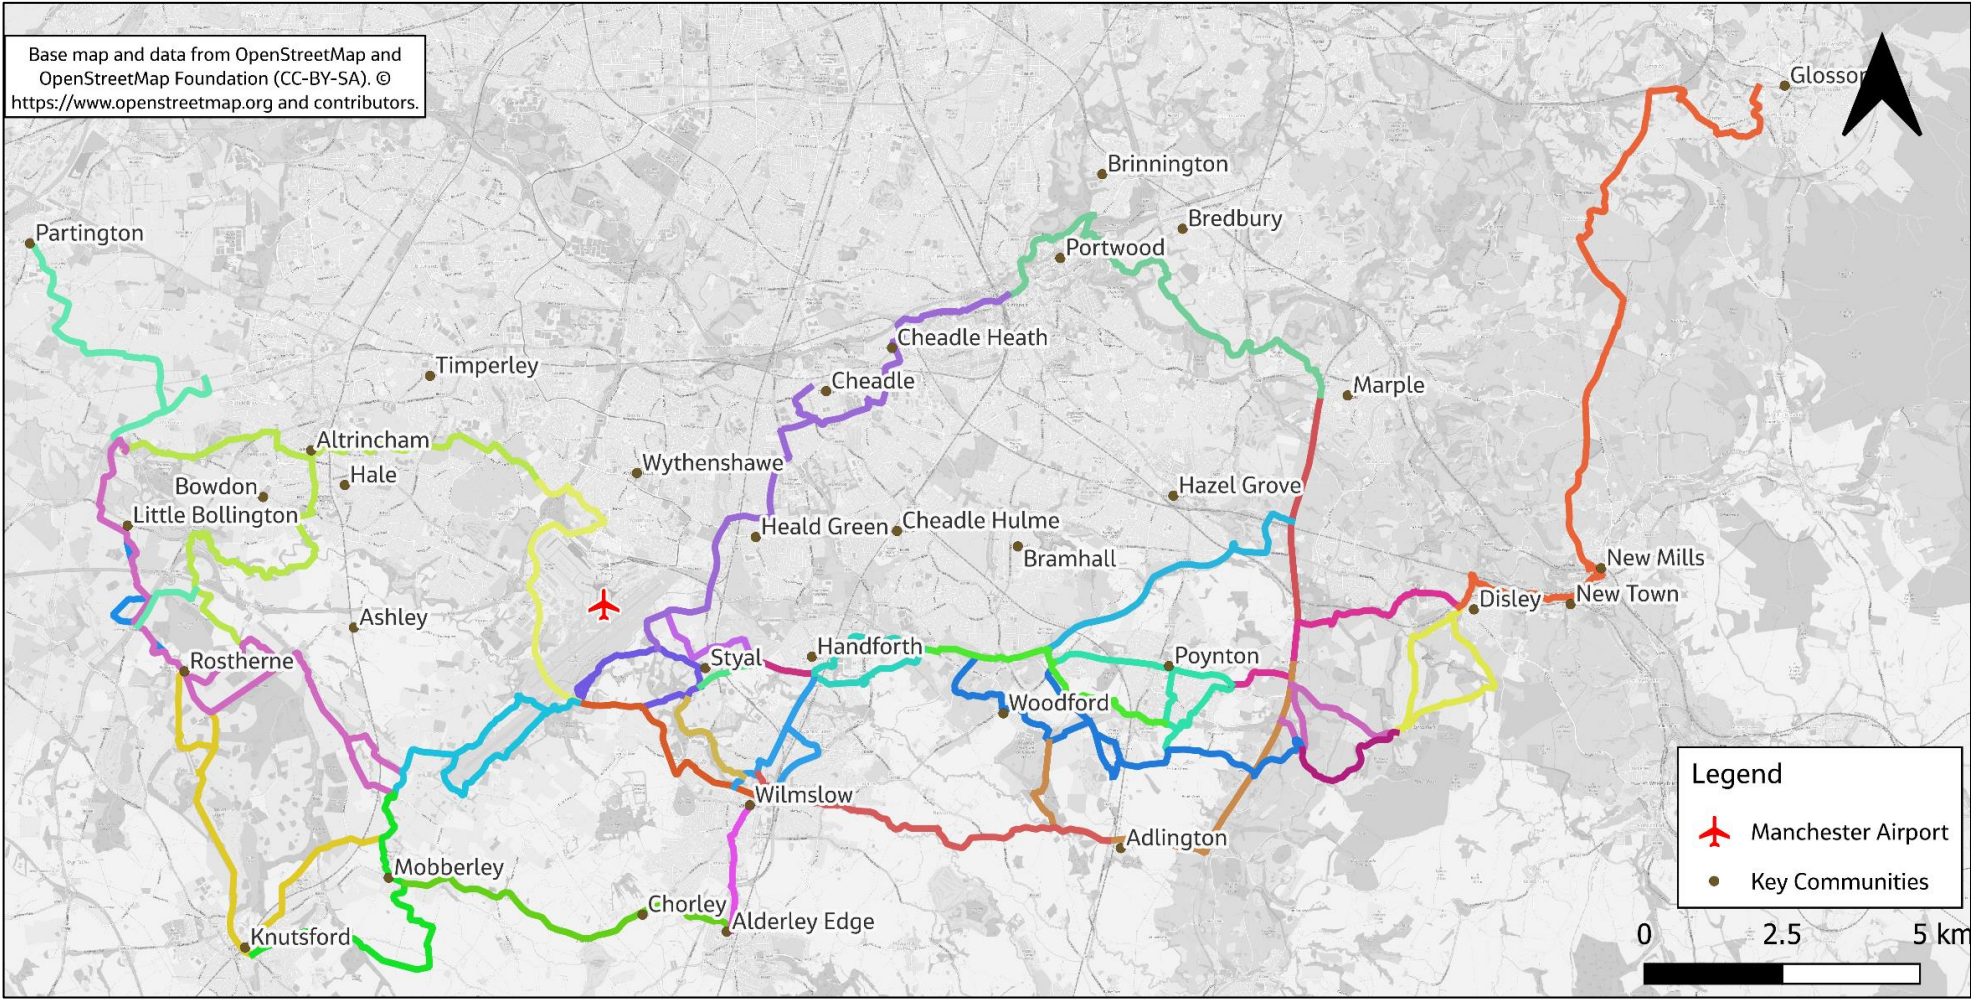 Base map and data from OpenStreetMap and
OpenStreetMap Foundation (CC-BY-SA). ©
https://www.openstreetmap.org and contributors.
Glossop
Brinnington
Bredbury
Partington
Portwood
Cheadle Heath
Timperley
Cheadle
Marple
Altrincham
Wythenshawe
Hale
Bowdon
Hazel Grove
Little Bollington
Heald Green
Cheadle Hulme
Bramhall
New Mills
New Town
Disley
Ashley
Handforth
Styal
Poynton
Rostherne
Woodford
Wilmslow
Adlington
Mobberley
Chorley
Alderley Edge
Knutsford
Legend
Manchester Airport
Key Communities
0 2.5 5 km